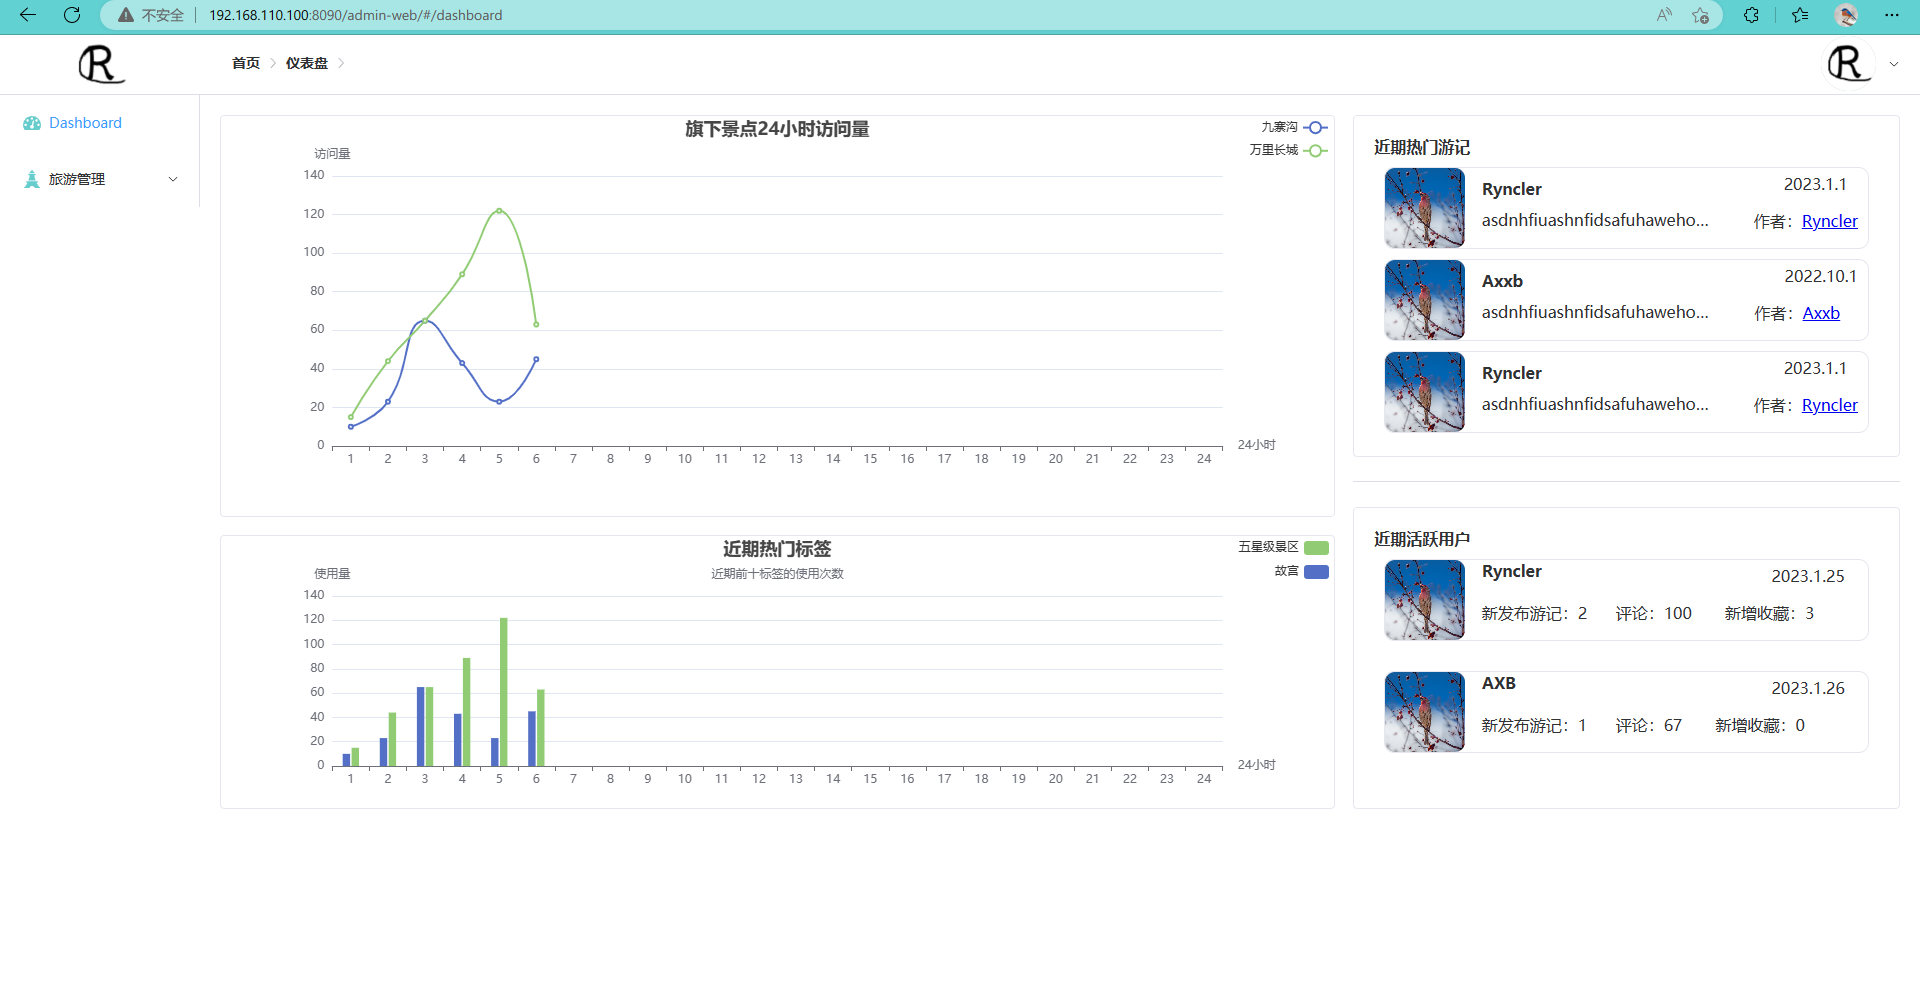 不安全 192.168.110.100:8090/admin-web/#/dashboard
R
首页 仪表盘
R
Dashboard
旅游管理
旗下景点24小时访问量
九寨沟
万里长城
访问量
140
120
100
80
60
40
20
0
1 2 3 4 5 6 7 8 9 10 11 12 13 14 15 16 17 18 19 20 21 22 23 24
24小时
近期热门标签
近期前十标签的使用次数
五星级景区
故宫
使用量
140
120
100
80
60
40
20
0
1 2 3 4 5 6 7 8 9 10 11 12 13 14 15 16 17 18 19 20 21 22 23 24
24小时
近期热门游记
Ryncler 2023.1.1
asdnhfiuashnfidsafuhaweho... 作者：Ryncler
Axxb 2022.10.1
asdnhfiuashnfidsafuhaweho... 作者：Axxb
Ryncler 2023.1.1
asdnhfiuashnfidsafuhaweho... 作者：Ryncler
近期活跃用户
Ryncler 2023.1.25
新发布游记：2 评论：100 新增收藏：3
AXB 2023.1.26
新发布游记：1 评论：67 新增收藏：0